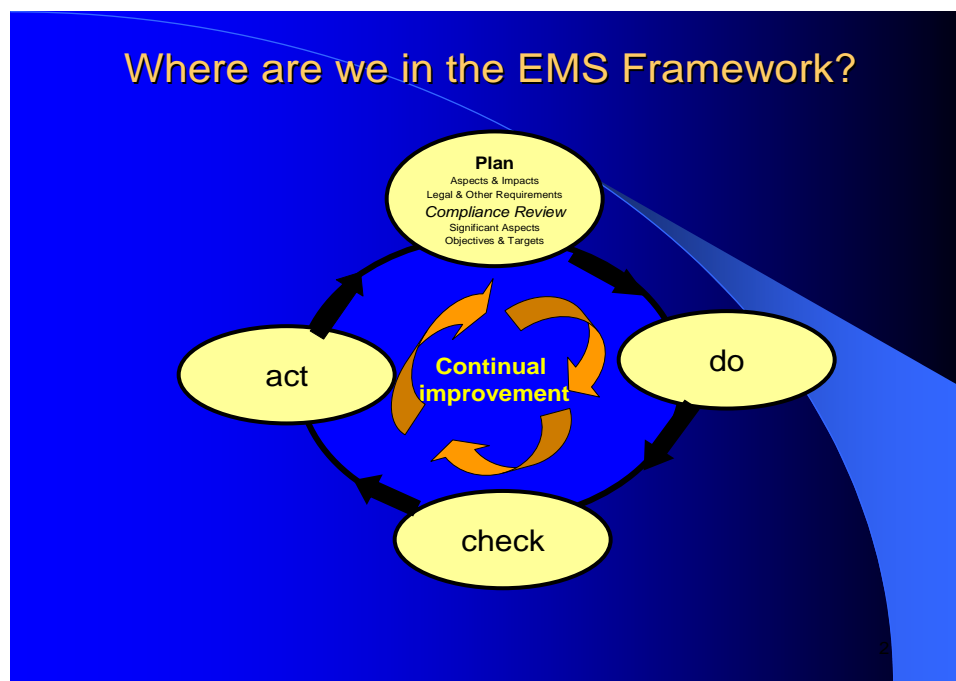 Where are we in the EMS Framework?
Plan
Aspects & Impacts
Legal & Other Requirements
Compliance Review
Significant Aspects
Objectives & Targets
act
Continual
improvement
do
check